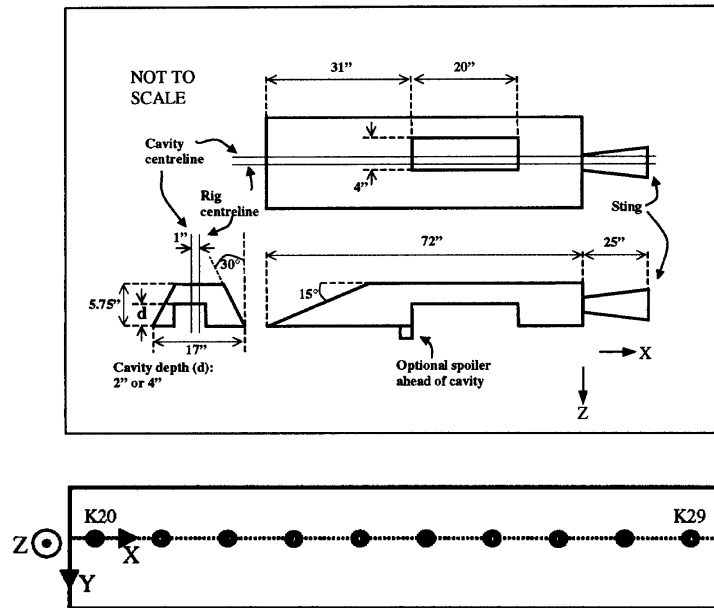 31”
20”
NOT TO
SCALE
Cavity
centreline
4”
Rig
centreline
Sting
1”
30°
72”
25”
5.75”
d
15°
17”
Cavity depth (d):
2” or 4”
Optional spoiler
ahead of cavity
X
Z
K20
K29
Z
X
Y